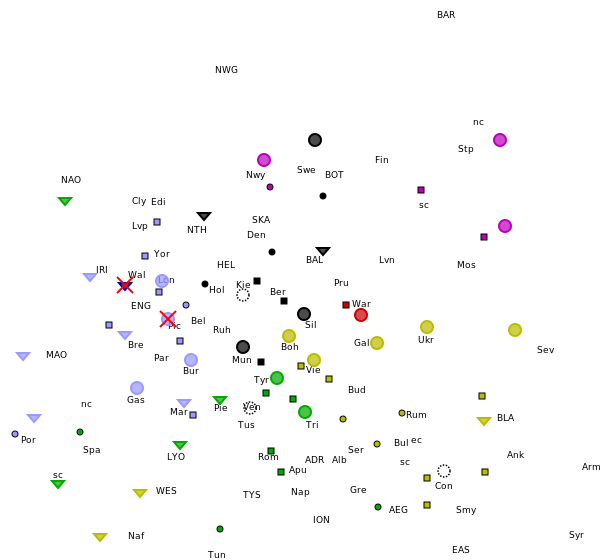 BAR
NWG
nc
Stp
Fin
Swe
BOT
Nwy
NAO
Cly Edi
sc
SKA
Lvp
NTH
Den
Yor
HEL
BAL
Lvn
Mos
IRI
Wal
Lon
Hol
Kie
Ber
Pru
War
ENG
Pic
Bel
Ruh
Sil
Bre
Boh
Gal
Ukr
Sev
MAO
Par
Mun
Bur
Vie
Tyr
Bud
nc
Gas
Mar
Pie
Ven
Rum
BLA
Por
Spa
Tus
Tri
Bul
ec
LYO
Rom
ADR
Alb
Ser
sc
Ank
Arm
Apu
sc
WES
TYS
Nap
Gre
Con
AEG
Smy
ION
Naf
Syr
Tun
EAS